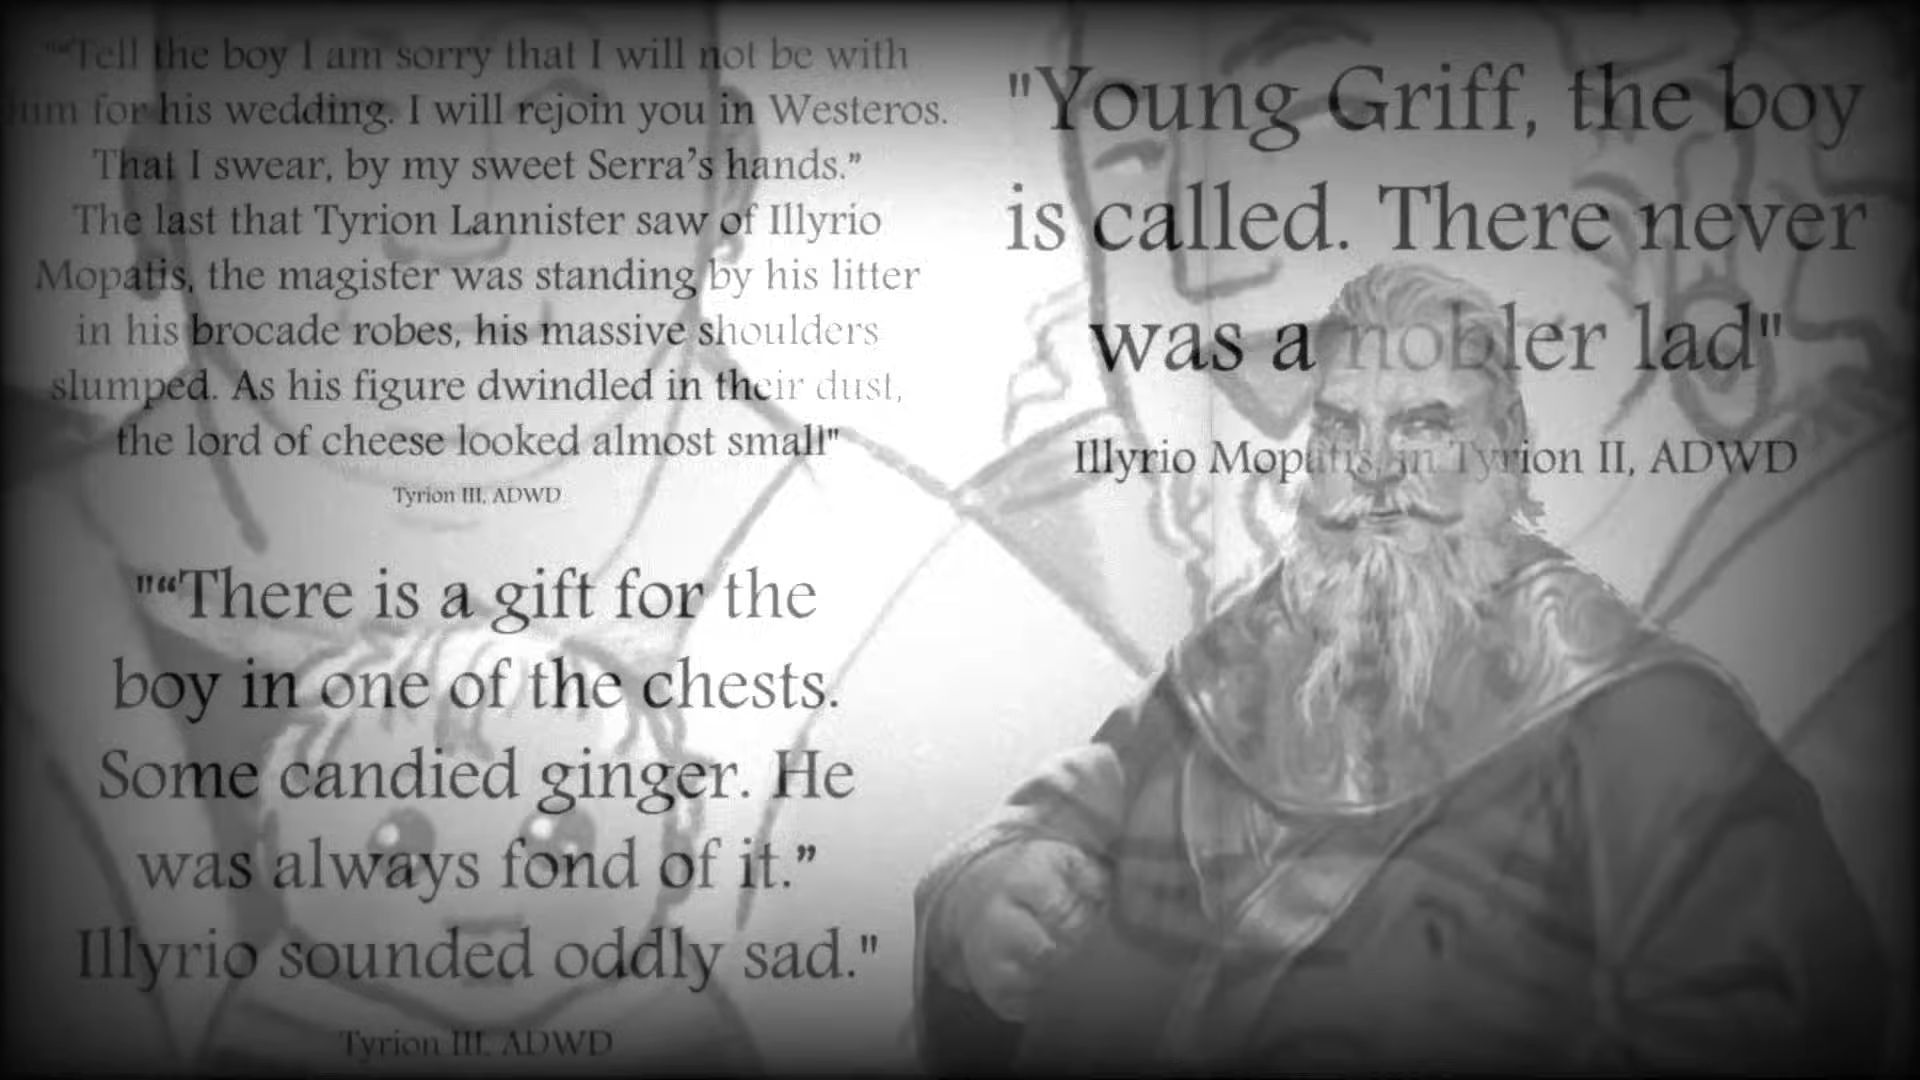 "“Tell the boy I am sorry that I will not be with
him for his wedding. I will rejoin you in Westeros.
That I swear, by my sweet Serra’s hands.”
The last that Tyrion Lannister saw of Illyrio
Mopatis, the magister was standing by his litter
in his brocade robes, his massive shoulders
slumped. As his figure dwindled in their dust,
the lord of cheese looked almost small"
Tyrion III, ADWD
"“There is a gift for the
boy in one of the chests.
Some candied ginger. He
was always fond of it.”
Illyrio sounded oddly sad."
Tyrion III, ADWD
"Young Griff, the boy
is called. There never
was a nobler lad"
Illyrio Mopatis, in Tyrion II, ADWD